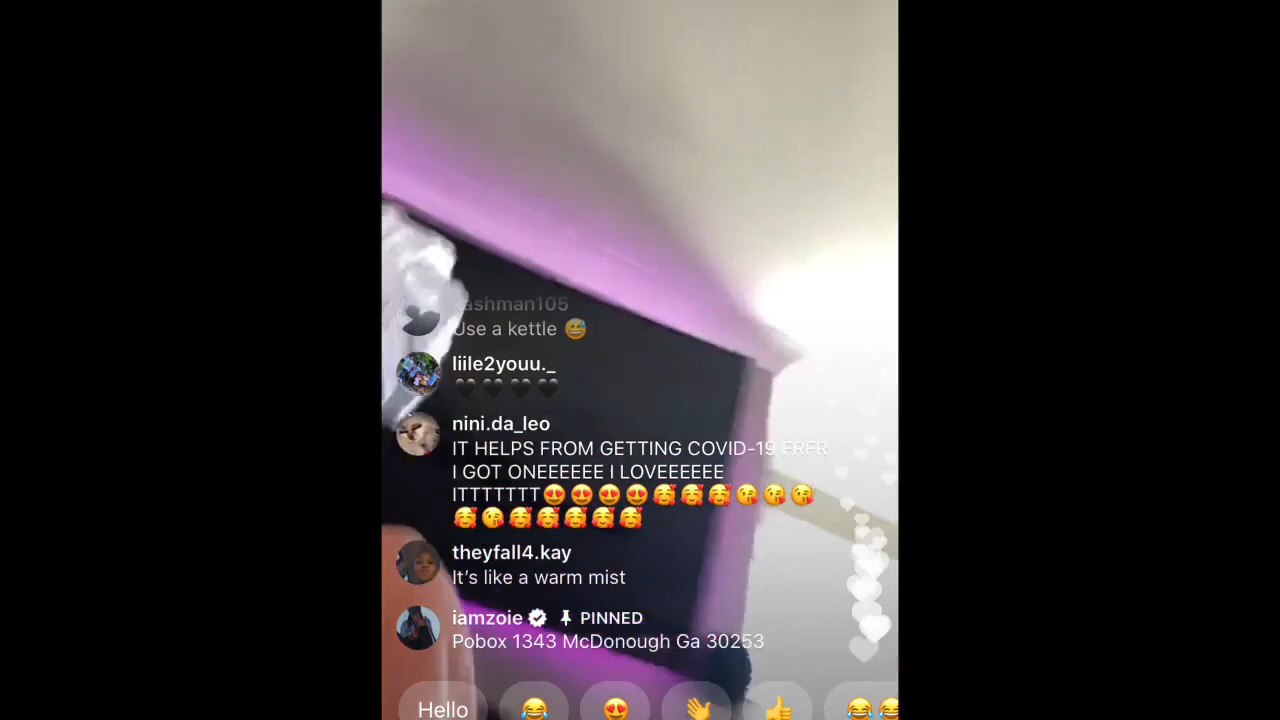 ashman105
Use a kettle 😅
liile2youu._
🖤 🖤 🖤 🖤
nini.da_leo
IT HELPS FROM GETTING COVID-19 FRFR
I GOT ONEEEEEE I LOVEEEEEE
ITTTTTTT😍😍😍😍🥰🥰🥰😘😘😘
🥰😘🥰🥰🥰🥰🥰
theyfall4.kay
It's like a warm mist
iamzoie PINNED
Pobox 1343 McDonough Ga 30253
Hello 😂 😍 👋 👍 😂😂